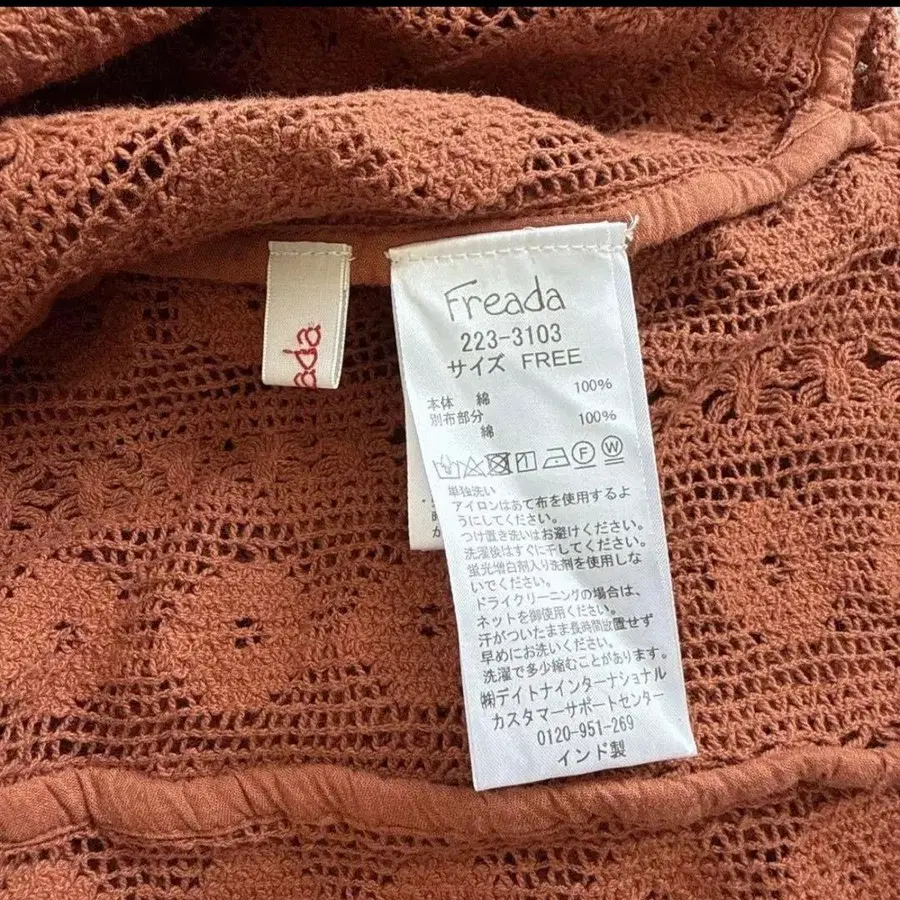 Freada
223-3103
サイズ FREE
本体 綿 100%
別布部分
綿 100%
F W
単独洗い
アイロンはあて布を使用するよ
うにしてください。
つけ置き洗いはお避けください。
洗濯後はすぐに干してください。
蛍光増白剤入り洗剤を使用しな
いでください。
ドライクリーニングの場合は、
ネットを御使用ください。
汗がついたまま長時間放置せず
早めにお洗いください。
洗濯で多少縮むことがあります。
㈱デイトナインターナショナル
カスタマーサポートセンター
0120-951-269
インド製
ada